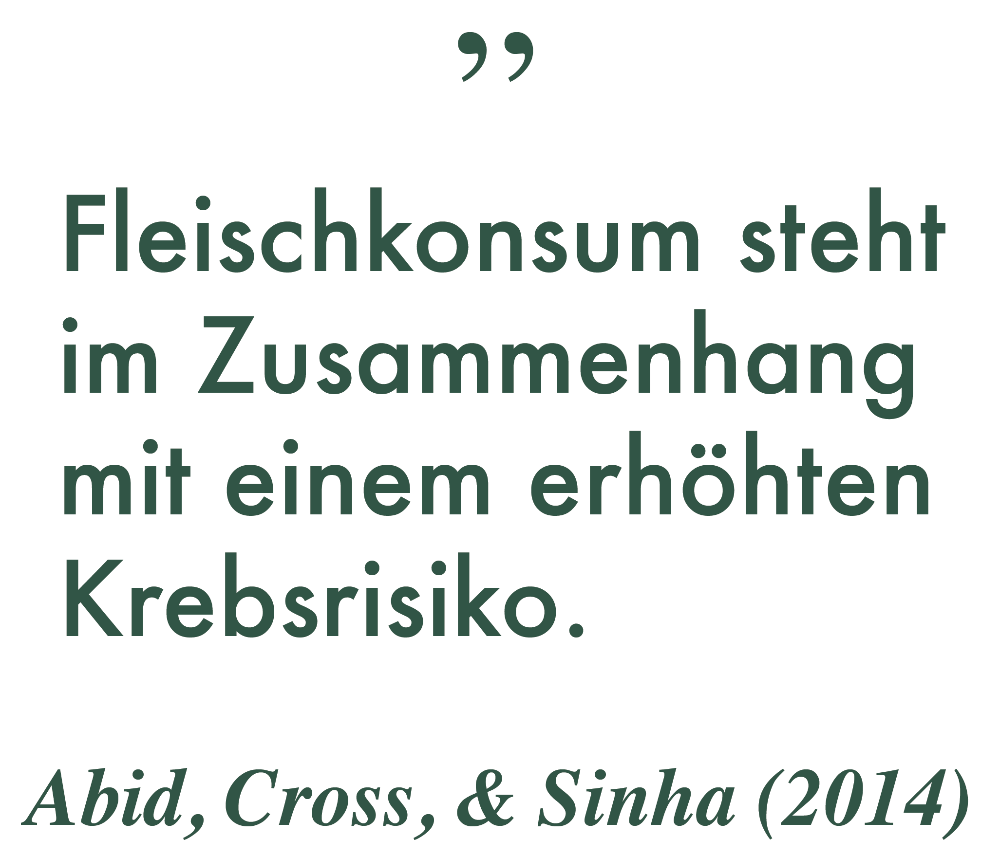 ”
Fleischkonsum steht
im Zusammenhang
mit einem erhöhten
Krebsrisiko.
Abid, Cross, & Sinha (2014)